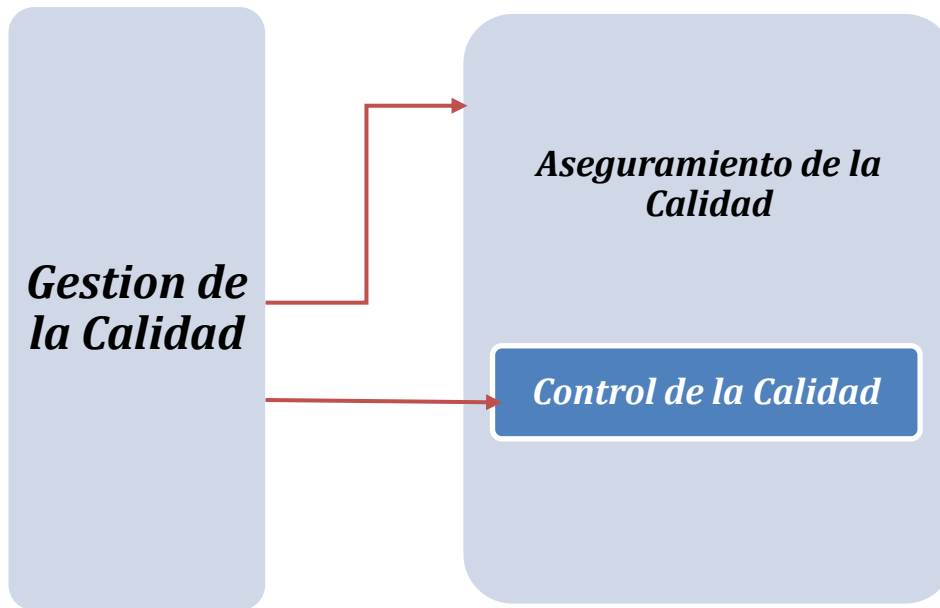 Gestion de
la Calidad
Aseguramiento de la
Calidad
Control de la Calidad